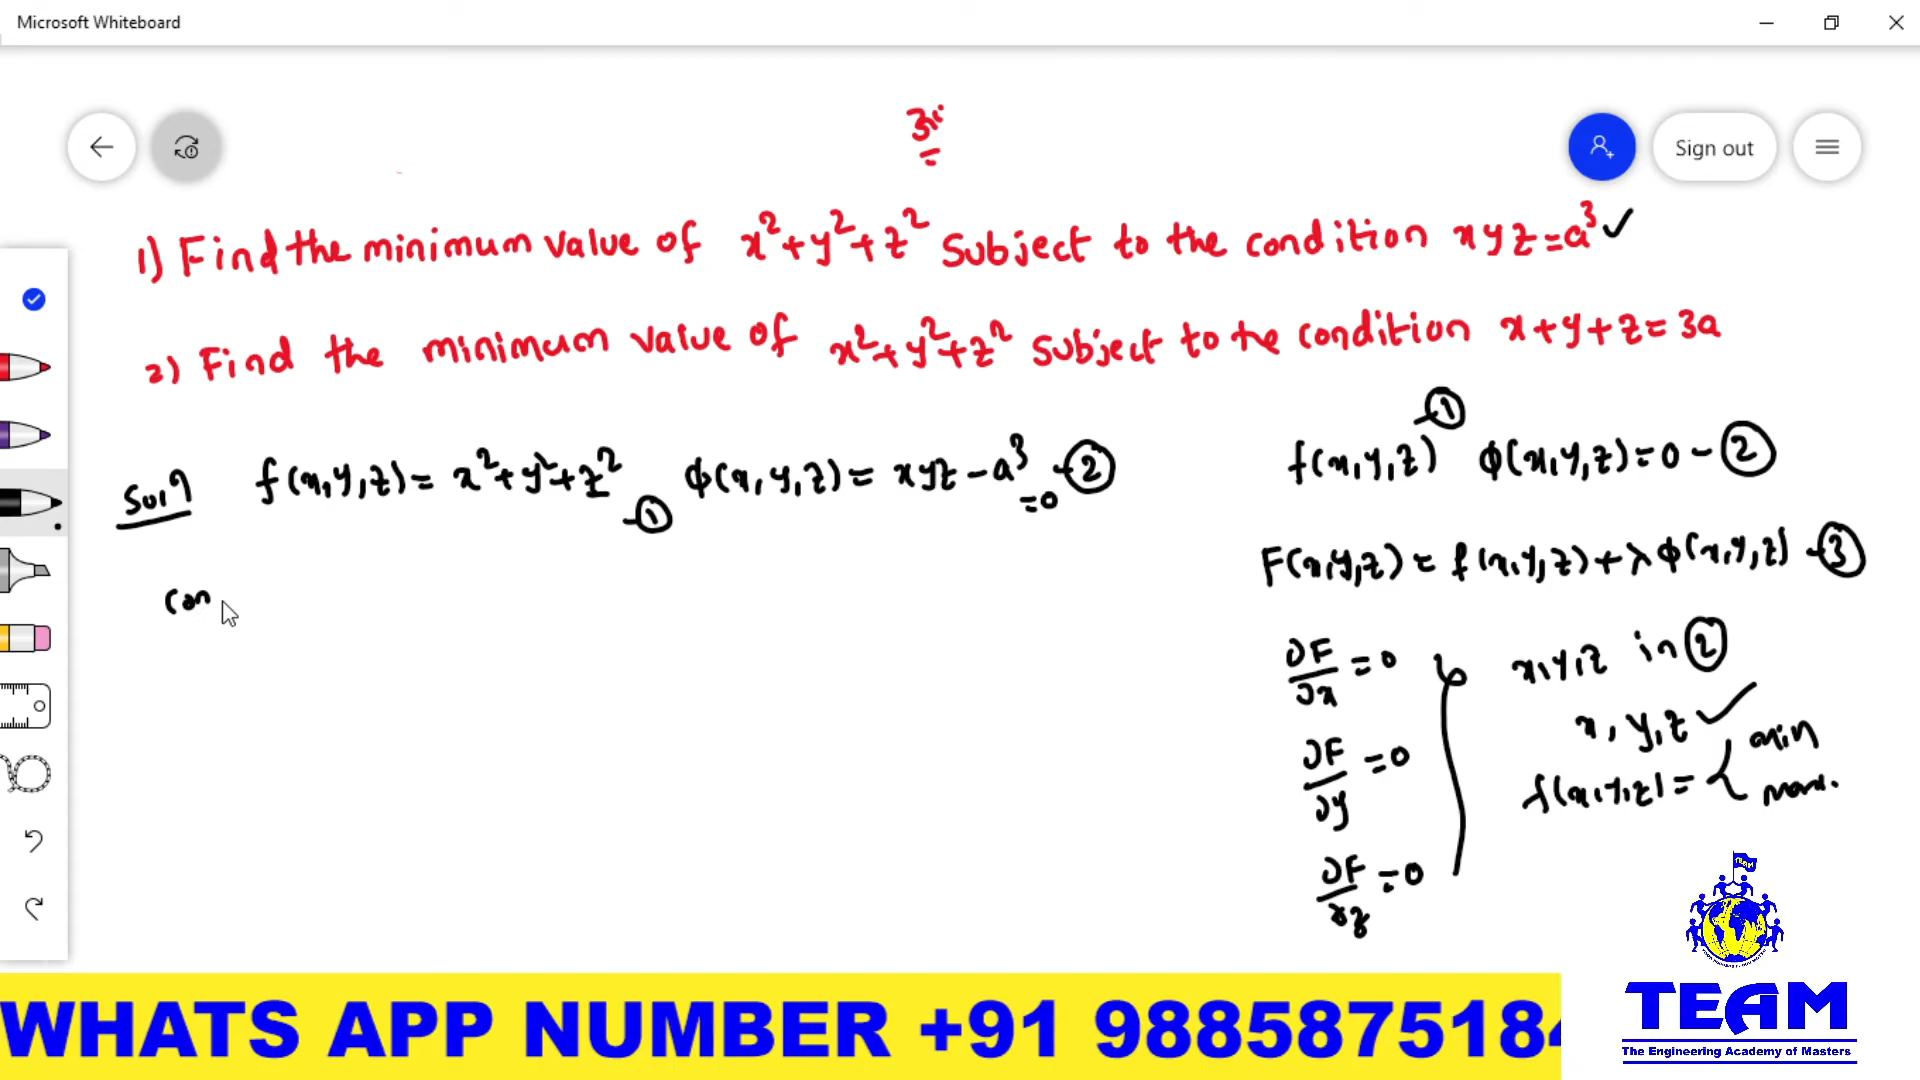 Microsoft Whiteboard
Sign out
1) Find the minimum value of x²+y²+z² subject to the condition xyz=a³ ✓
2) Find the minimum value of x²+y²+z² subject to the condition x+y+z=3a
Sol? f(x,y,z)= x²+y²+z² -① φ(x,y,z)= xyz-a³ =0 -②
con
f(x,y,z) -① φ(x,y,z)=0 -②
F(x,y,z)= f(x,y,z)+λφ(x,y,z) -③
∂F/∂x =0
∂F/∂y =0
∂F/∂z =0
x,y,z in ②
x,y,z ✓
f(x,y,z)= { min
max.
WHATS APP NUMBER +91 9885875184
TEAM
The Engineering Academy of Masters